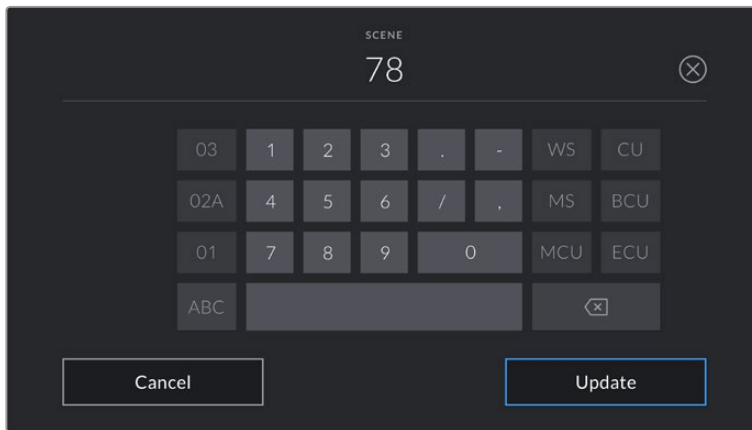 SCENE
78
03 1 2 3 . - WS CU
02A 4 5 6 / , MS BCU
01 7 8 9 0 MCU ECU
ABC
Cancel Update